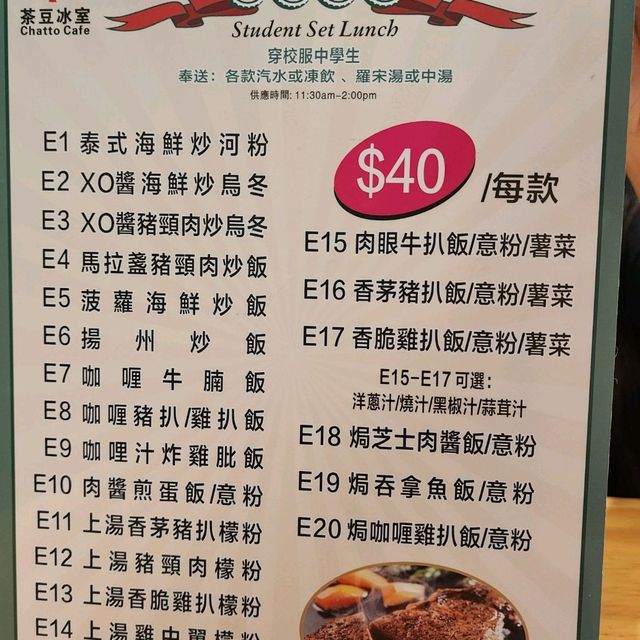 茶豆冰室
Chatto Cafe
Student Set Lunch
穿校服中學生
奉送：各款汽水或凍飲、羅宋湯或中湯
供應時間: 11:30am-2:00pm
E1 泰式海鮮炒河粉
E2 XO醬海鮮炒烏冬
E3 XO醬豬頸肉炒烏冬
E4 馬拉盞豬頸肉炒飯
E5 菠蘿海鮮炒飯
E6 揚州炒飯
E7 咖喱牛腩飯
E8 咖喱豬扒/雞扒飯
E9 咖哩汁炸雞肶飯
E10 肉醬煎蛋飯/意粉
E11 上湯香茅豬扒檬粉
E12 上湯豬頸肉檬粉
E13 上湯香脆雞扒檬粉
E14 上湯雞中翼檬粉
$40/每款
E15 肉眼牛扒飯/意粉/薯菜
E16 香茅豬扒飯/意粉/薯菜
E17 香脆雞扒飯/意粉/薯菜
E15-E17可選：
洋蔥汁/燒汁/黑椒汁/蒜茸汁
E18 焗芝士肉醬飯/意粉
E19 焗吞拿魚飯/意粉
E20 焗咖喱雞扒飯/意粉